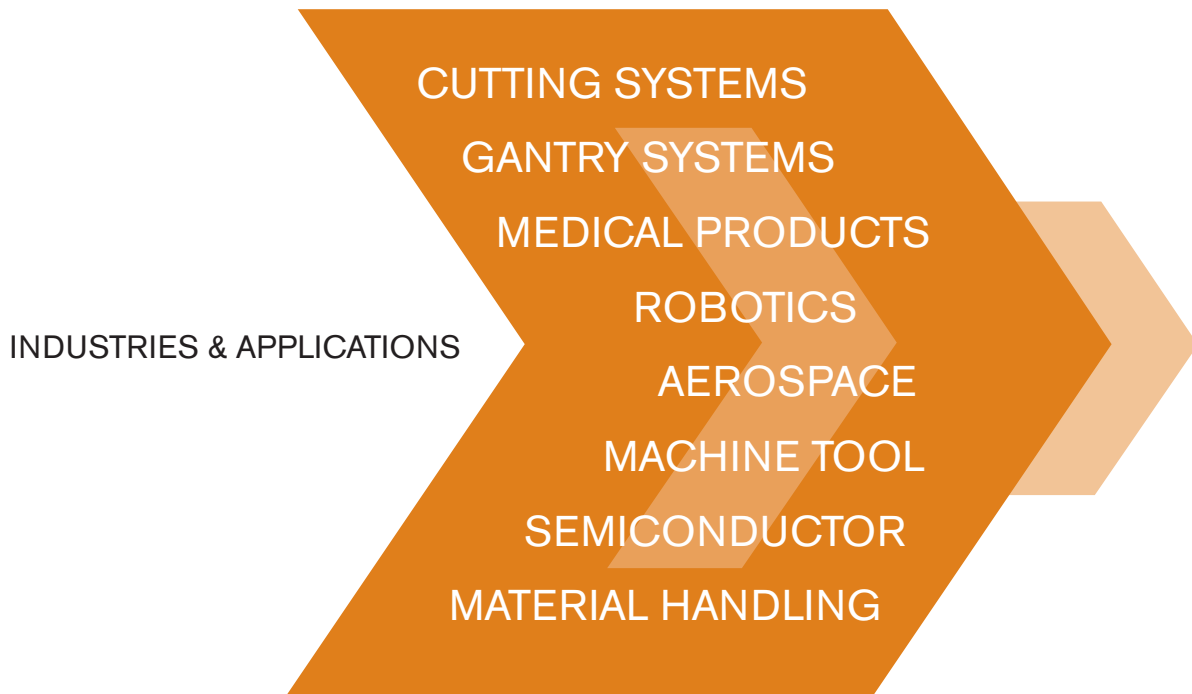 CUTTING SYSTEMS
GANTRY SYSTEMS
MEDICAL PRODUCTS
ROBOTICS
INDUSTRIES & APPLICATIONS
AEROSPACE
MACHINE TOOL
SEMICONDUCTOR
MATERIAL HANDLING